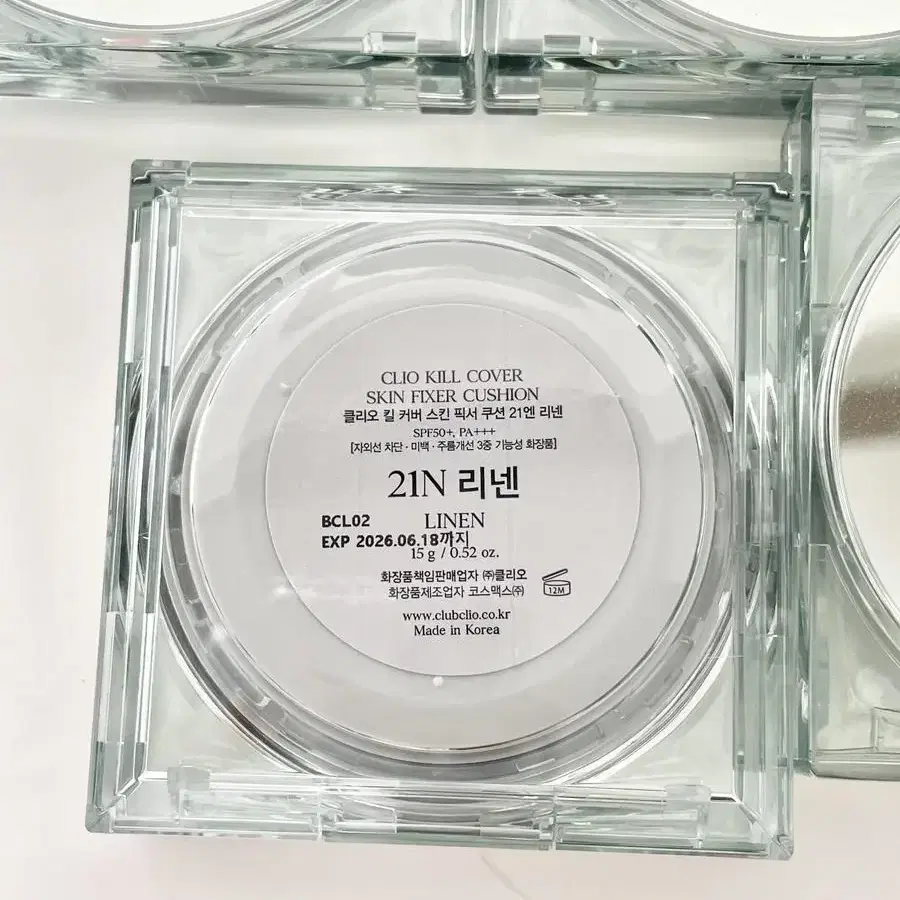 CLIO KILL COVER
SKIN FIXER CUSHION
클리오 킬 커버 스킨 픽서 쿠션 21엔 리넨
SPF50+, PA+++
[자외선 차단 · 미백 · 주름개선 3중 기능성 화장품]
21N 리넨
BCL02 LINEN
EXP 2026.06.18까지
15 g / 0.52 oz.
화장품책임판매업자 ㈜클리오
화장품제조업자 코스맥스㈜
12M
www.clubclio.co.kr
Made in Korea